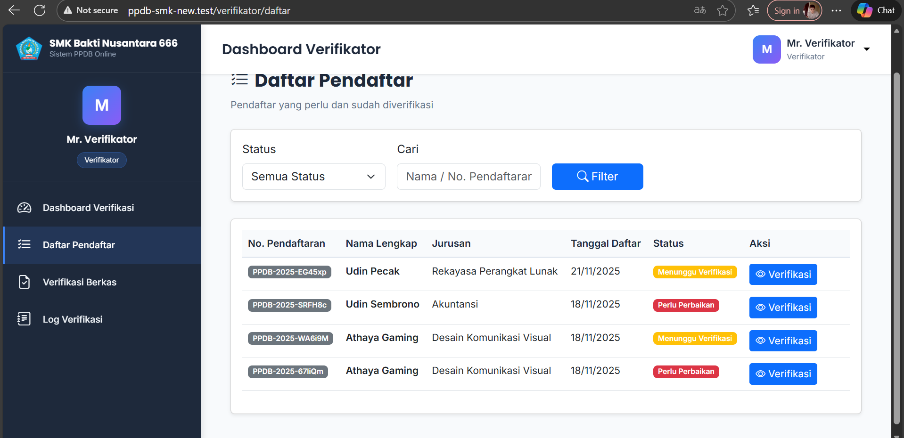 Not secure ppdb-smk-new.test/verifikator/daftar Sign in Chat
SMK Bakti Nusantara 666
Sistem PPDB Online
M
Mr. Verifikator
Verifikator
Dashboard Verifikasi
Daftar Pendaftar
Verifikasi Berkas
Log Verifikasi
Dashboard Verifikator
M
Mr. Verifikator
Verifikator
Daftar Pendaftar
Pendaftar yang perlu dan sudah diverifikasi
Status Cari
Semua Status Nama / No. Pendaftaran Filter
No. Pendaftaran Nama Lengkap Jurusan Tanggal Daftar Status Aksi
PPDB-2025-EG45xp Udin Pecak Rekayasa Perangkat Lunak 21/11/2025 Menunggu Verifikasi Verifikasi
PPDB-2025-SRFH8c Udin Sembrono Akuntansi 18/11/2025 Perlu Perbaikan Verifikasi
PPDB-2025-WA6i9M Athaya Gaming Desain Komunikasi Visual 18/11/2025 Menunggu Verifikasi Verifikasi
PPDB-2025-67liQm Athaya Gaming Desain Komunikasi Visual 18/11/2025 Perlu Perbaikan Verifikasi